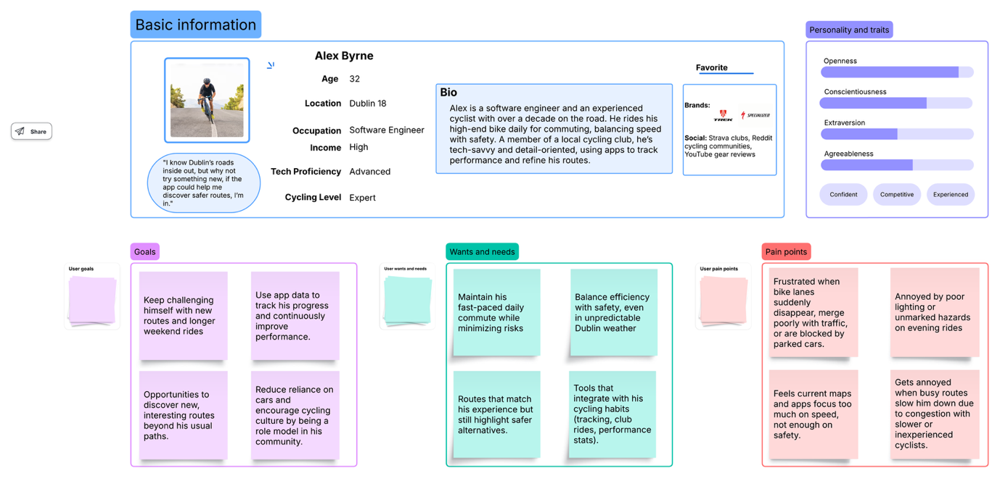 Basic information
Personality and traits
Share
Alex Byrne
Age 32
Location Dublin 18
Occupation Software Engineer
Income High
Tech Proficiency Advanced
Cycling Level Expert
"I know Dublin's roads
inside out, but why not
try something new, if the
app could help me
discover safer routes, I'm
in."
Bio
Alex is a software engineer and an experienced
cyclist with over a decade on the road. He rides his
high-end bike daily for commuting, balancing speed
with safety. A member of a local cycling club, he's
tech-savvy and detail-oriented, using apps to track
performance and refine his routes.
Favorite
Brands:
TREK
SPECIALIZED
Social: Strava clubs, Reddit
cycling communities,
YouTube gear reviews
Openness
Conscientiousness
Extraversion
Agreeableness
Confident
Competitive
Experienced
Goals
User goals
Keep challenging
himself with new
routes and longer
weekend rides
Use app data to
track his progress
and continuously
improve
performance.
Opportunities to
discover new,
interesting routes
beyond his usual
paths.
Reduce reliance on
cars and
encourage cycling
culture by being a
role model in his
community.
Wants and needs
User wants and needs
Maintain his
fast-paced daily
commute while
minimizing risks
Balance efficiency
with safety, even
in unpredictable
Dublin weather
Routes that match
his experience but
still highlight safer
alternatives.
Tools that
integrate with his
cycling habits
(tracking, club
rides, performance
stats).
Pain points
User pain points
Frustrated when
bike lanes
suddenly
disappear, merge
poorly with traffic,
or are blocked by
parked cars.
Annoyed by poor
lighting or
unmarked hazards
on evening rides
Feels current maps
and apps focus too
much on speed,
not enough on
safety.
Gets annoyed
when busy routes
slow him down due
to congestion with
slower or
inexperienced
cyclists.